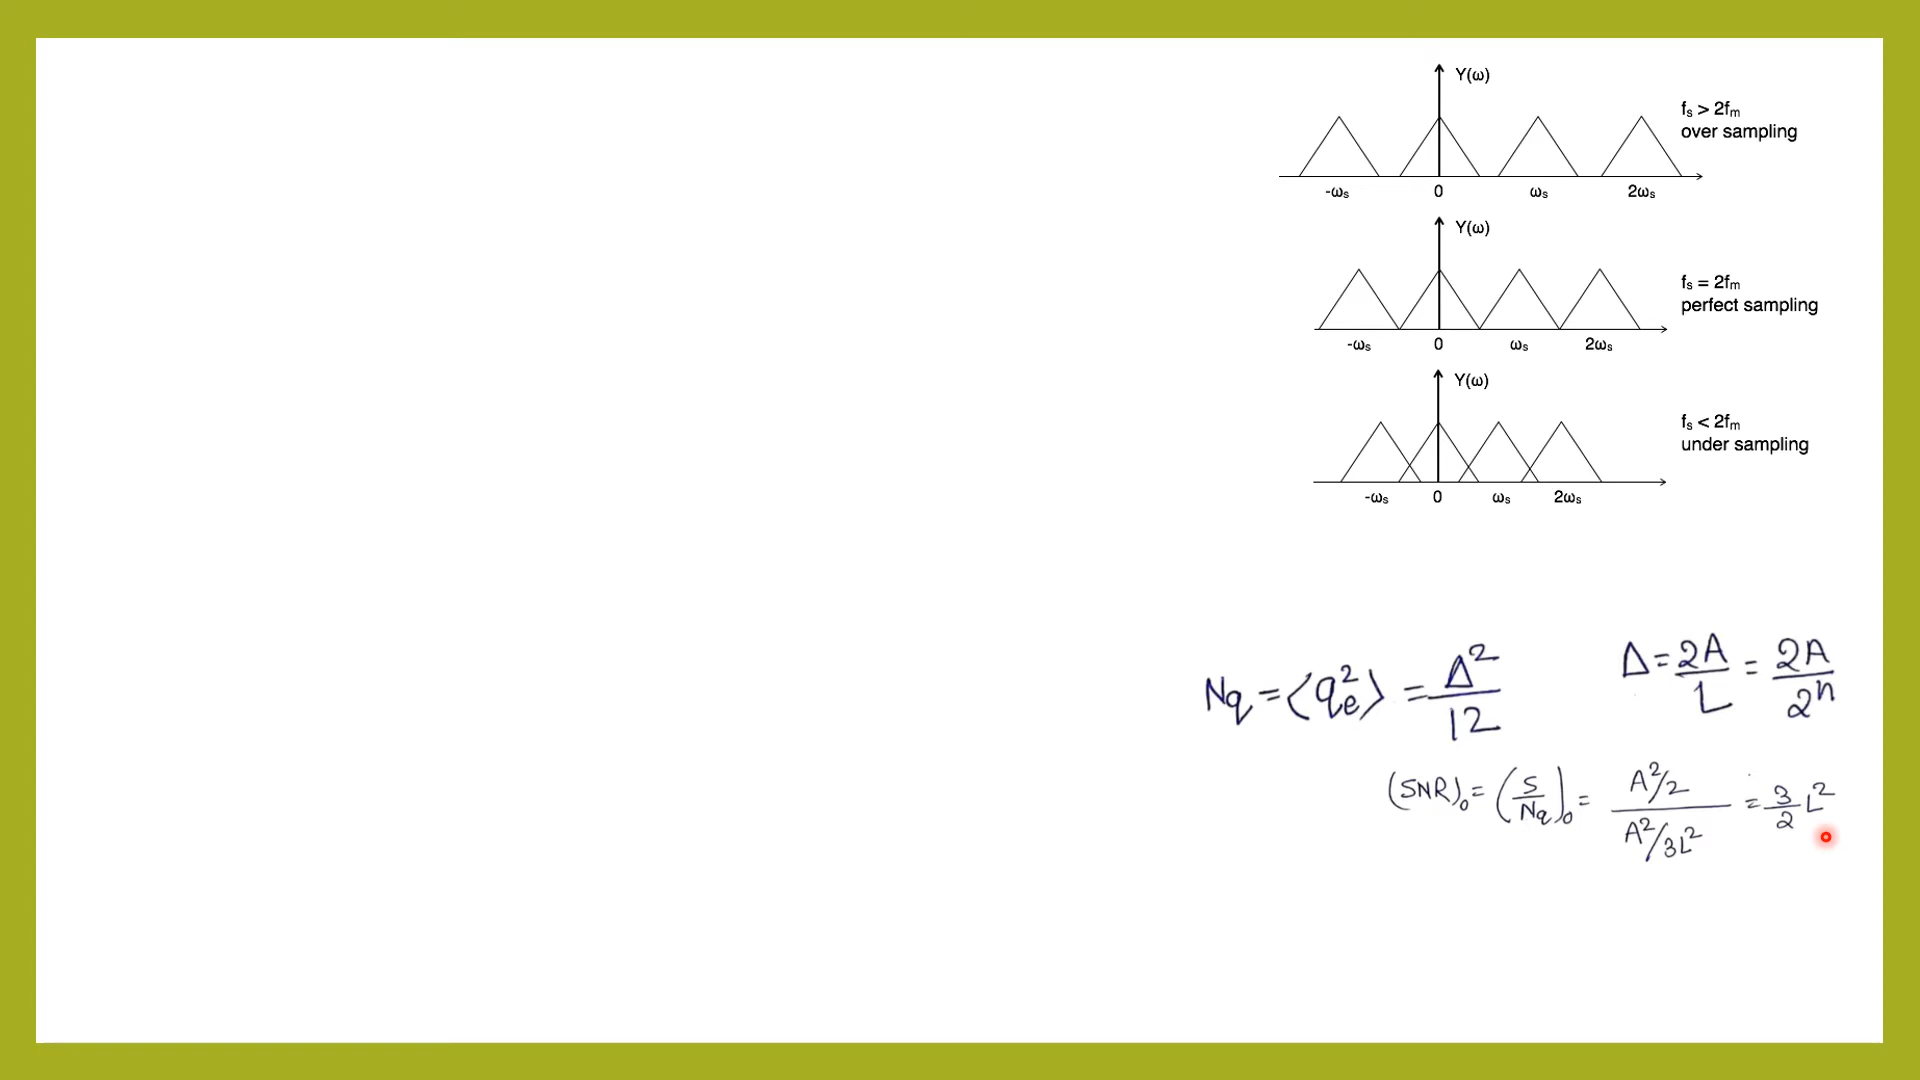 Y(ω)
fs > 2fm
over sampling
-ωs 0 ωs 2ωs
Y(ω)
fs = 2fm
perfect sampling
-ωs 0 ωs 2ωs
Y(ω)
fs < 2fm
under sampling
-ωs 0 ωs 2ωs
Nq = ⟨qe²⟩ = Δ²/12
Δ = 2A/L = 2A/2ⁿ
(SNR)₀ = (S/Nq)₀ = (A²/2)/(A²/3L²) = 3/2 L²